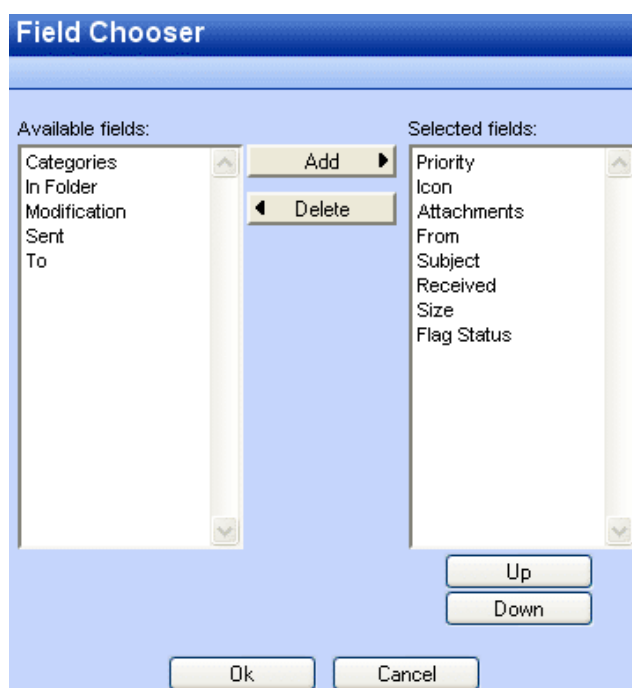 Field Chooser
Available fields:
Categories
In Folder
Modification
Sent
To
Add
Delete
Selected fields:
Priority
Icon
Attachments
From
Subject
Received
Size
Flag Status
Up
Down
Ok
Cancel